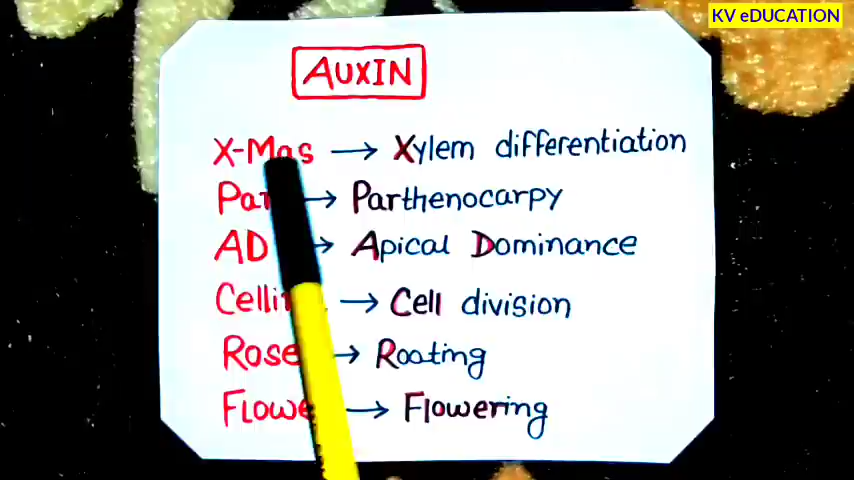 KV eDUCATION
AUXIN
X-Mas → Xylem differentiation
→ Parthenocarpy
AD → Apical Dominance
→ Cell division
Rose → Rooting
→ Flowering